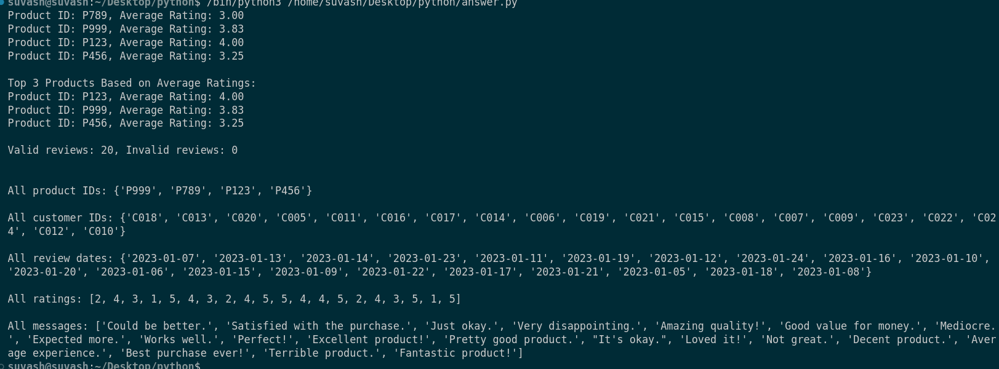 suvash@suvash:~/Desktop/python$ /bin/python3 /home/suvash/Desktop/python/answer.py
Product ID: P789, Average Rating: 3.00
Product ID: P999, Average Rating: 3.83
Product ID: P123, Average Rating: 4.00
Product ID: P456, Average Rating: 3.25
Top 3 Products Based on Average Ratings:
Product ID: P123, Average Rating: 4.00
Product ID: P999, Average Rating: 3.83
Product ID: P456, Average Rating: 3.25
Valid reviews: 20, Invalid reviews: 0
All product IDs: {'P999', 'P789', 'P123', 'P456'}
All customer IDs: {'C018', 'C013', 'C020', 'C005', 'C011', 'C016', 'C017', 'C014', 'C006', 'C019', 'C021', 'C015', 'C008', 'C007', 'C009', 'C023', 'C022', 'C02
4', 'C012', 'C010'}
All review dates: {'2023-01-07', '2023-01-13', '2023-01-14', '2023-01-23', '2023-01-11', '2023-01-19', '2023-01-12', '2023-01-24', '2023-01-16', '2023-01-10',
'2023-01-20', '2023-01-06', '2023-01-15', '2023-01-09', '2023-01-22', '2023-01-17', '2023-01-21', '2023-01-05', '2023-01-18', '2023-01-08'}
All ratings: [2, 4, 3, 1, 5, 4, 3, 2, 4, 5, 5, 4, 4, 5, 2, 4, 3, 5, 1, 5]
All messages: ['Could be better.', 'Satisfied with the purchase.', 'Just okay.', 'Very disappointing.', 'Amazing quality!', 'Good value for money.', 'Mediocre.
', 'Expected more.', 'Works well.', 'Perfect!', 'Excellent product!', 'Pretty good product.', "It's okay.", 'Loved it!', 'Not great.', 'Decent product.', 'Aver
age experience.', 'Best purchase ever!', 'Terrible product.', 'Fantastic product!']
suvash@suvash:~/Desktop/python$